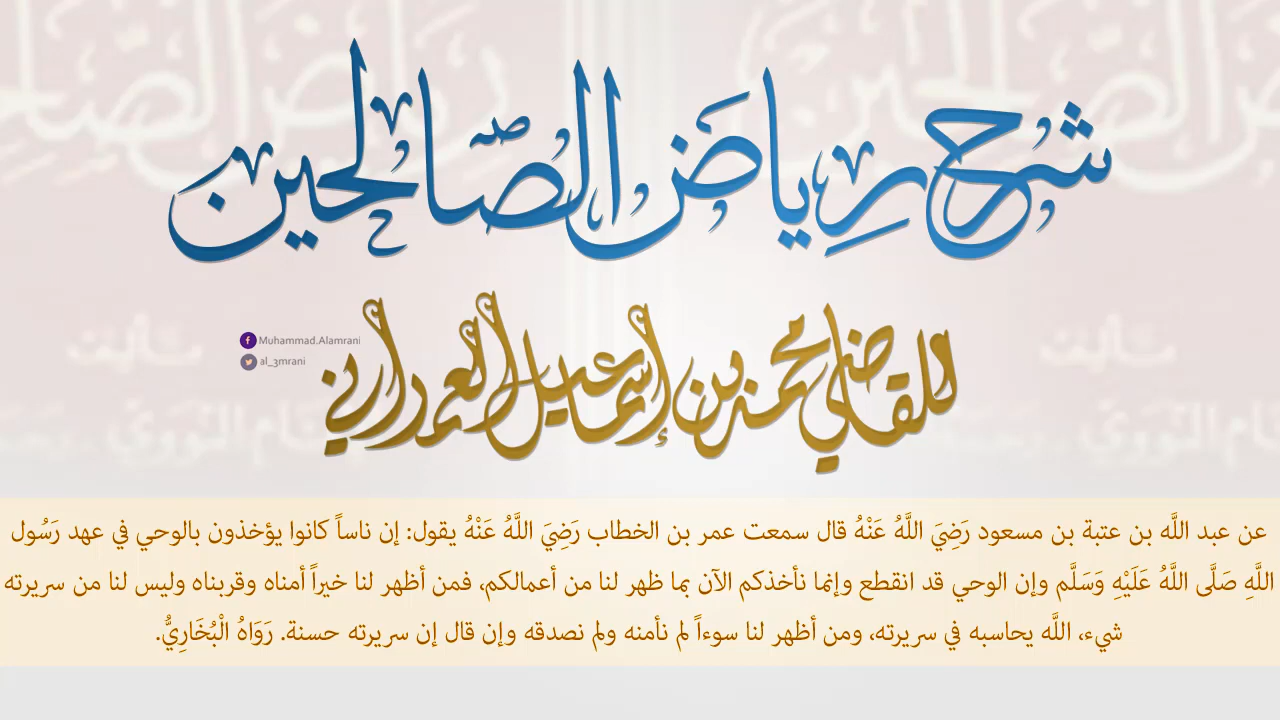 شرح رِياضَ الصّالحين
للقاضي محمد بن إسماعيل العمراني
Muhammad.Alamrani
al_3mrani
عن عبد اللَّه بن عتبة بن مسعود رَضِيَ اللَّهُ عَنْهُ قال سمعت عمر بن الخطاب رَضِيَ اللَّهُ عَنْهُ يقول: إن ناساً كانوا يؤخذون بالوحي في عهد رَسُول
اللَّهِ صَلَّى اللَّهُ عَلَيْهِ وَسَلَّم وإن الوحي قد انقطع وإنما نأخذكم الآن بما ظهر لنا من أعمالكم، فمن أظهر لنا خيراً أمناه وقربناه وليس لنا من سريرته
شيء، اللَّه يحاسبه في سريرته، ومن أظهر لنا سوءاً لم نأمنه ولم نصدقه وإن قال إن سريرته حسنة. رَوَاهُ الْبُخَارِيُّ.